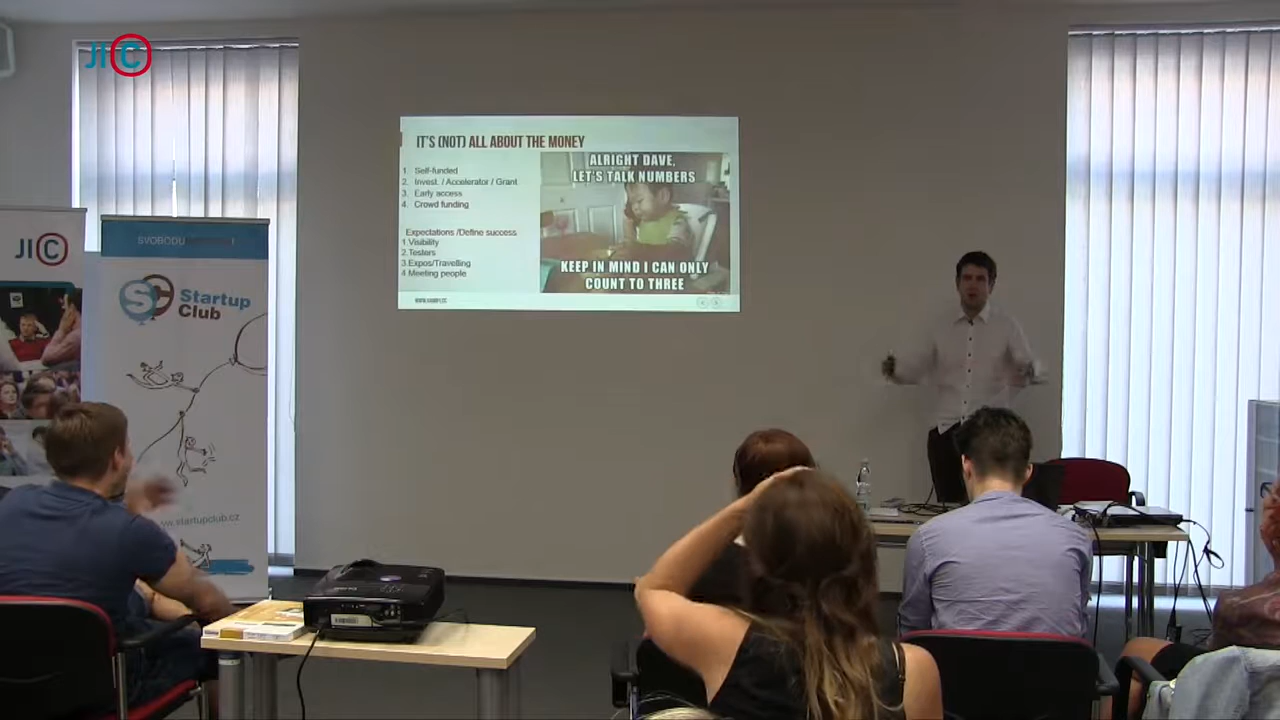 JIC
IT'S (NOT) ALL ABOUT THE MONEY
1. Self-funded
2. Invest. / Accelerator / Grant
3. Early access
4. Crowd funding
Expectations /Define success
1.Visibility
2.Testers
3.Expos/Travelling
4 Meeting people
ALRIGHT DAVE,
LET'S TALK NUMBERS
KEEP IN MIND I CAN ONLY
COUNT TO THREE
JIC
SVOBODU
SC Startup
Club
www.startupclub.cz